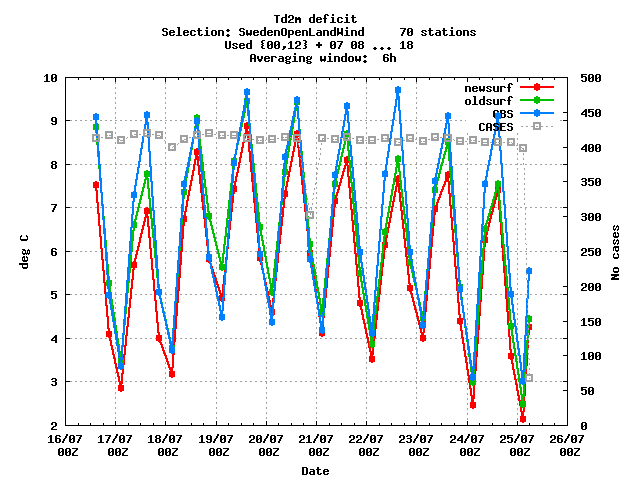 Td2m deficit
Selection: SwedenOpenLandWind     70 stations
Used {00,12} + 07 08 ... 18
Averaging window:  6h
newsurf
oldsurf
OBS
CASES
10
9
8
7
6
5
4
3
2
deg C
500
450
400
350
300
250
200
150
100
50
0
No cases
16/07 17/07 18/07 19/07 20/07 21/07 22/07 23/07 24/07 25/07 26/07
00Z 00Z 00Z 00Z 00Z 00Z 00Z 00Z 00Z 00Z 00Z
Date